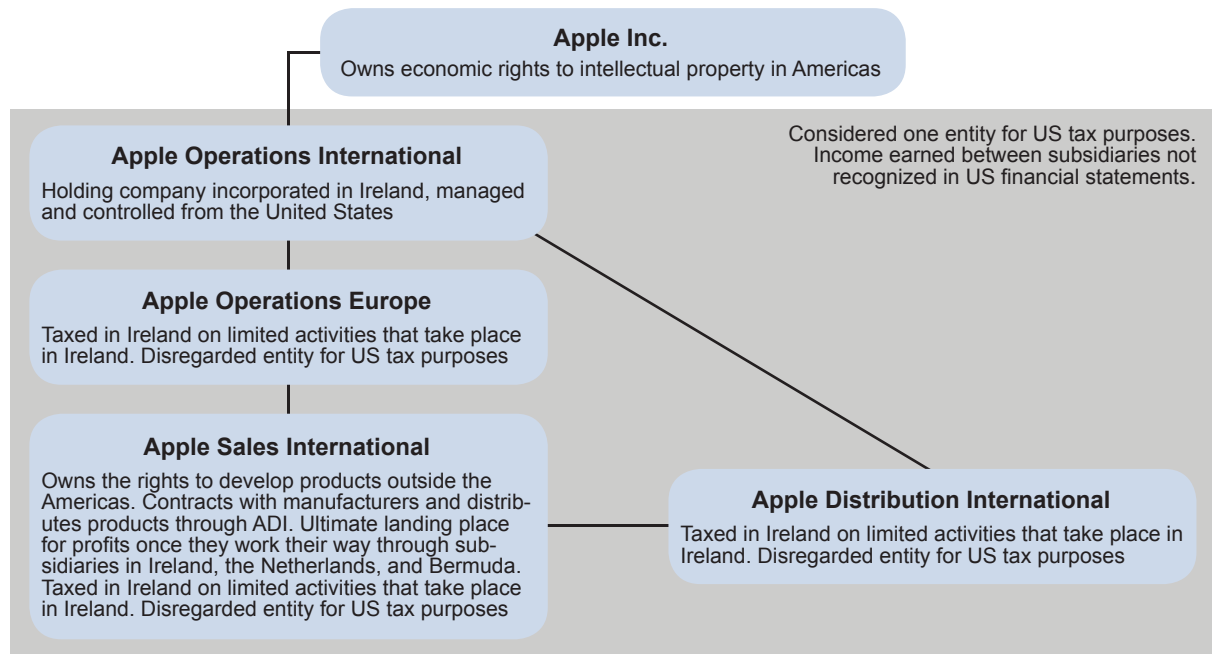 Apple Inc.
Owns economic rights to intellectual property in Americas
Considered one entity for US tax purposes.
Income earned between subsidiaries not
recognized in US financial statements.
Apple Operations International
Holding company incorporated in Ireland, managed
and controlled from the United States
Apple Operations Europe
Taxed in Ireland on limited activities that take place
in Ireland. Disregarded entity for US tax purposes
Apple Sales International
Owns the rights to develop products outside the
Americas. Contracts with manufacturers and distrib-
utes products through ADI. Ultimate landing place
for profits once they work their way through sub-
sidiaries in Ireland, the Netherlands, and Bermuda.
Taxed in Ireland on limited activities that take place
in Ireland. Disregarded entity for US tax purposes
Apple Distribution International
Taxed in Ireland on limited activities that take place in
Ireland. Disregarded entity for US tax purposes